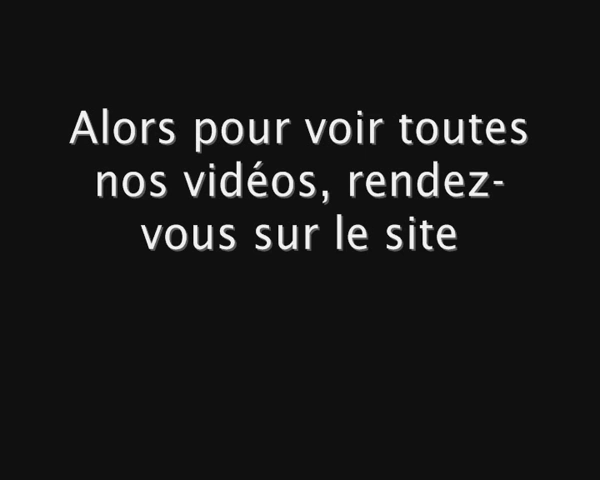 Alors pour voir toutes
nos vidéos, rendez-
vous sur le site